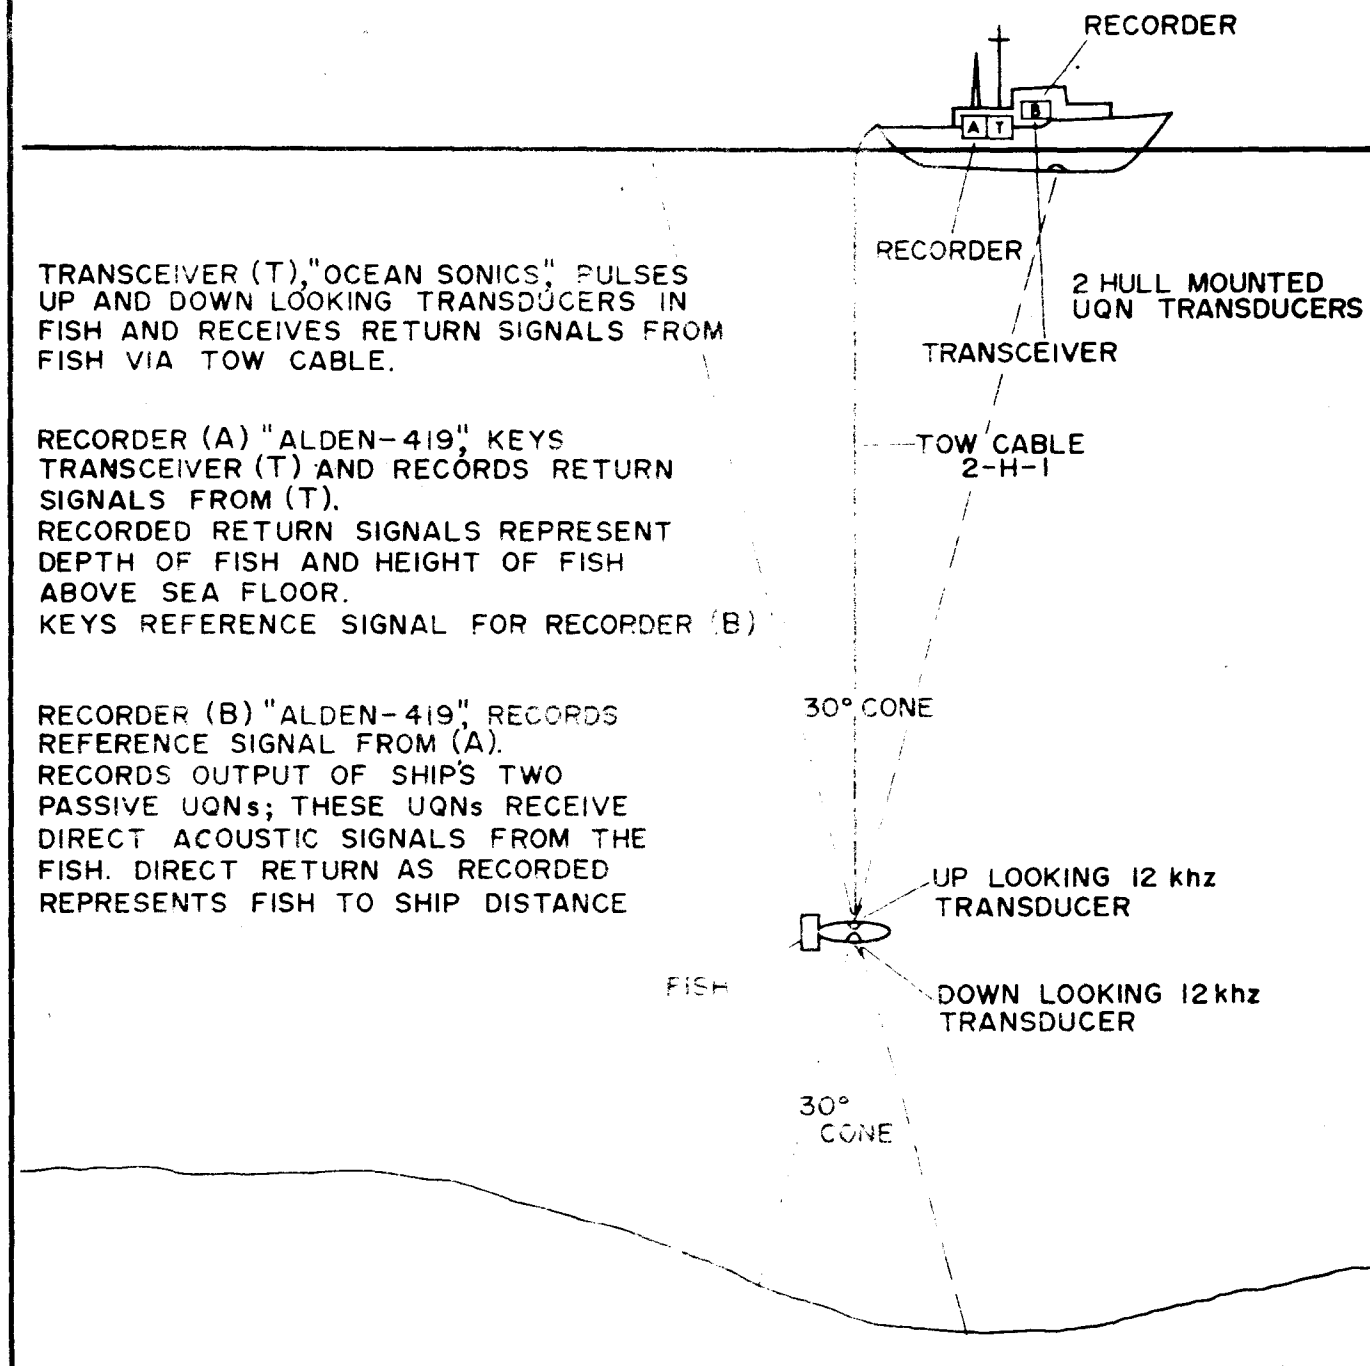 RECORDER
B
A T
RECORDER
TRANSCEIVER (T),"OCEAN SONICS", PULSES
UP AND DOWN LOOKING TRANSDUCERS IN
FISH AND RECEIVES RETURN SIGNALS FROM
FISH VIA TOW CABLE.
2 HULL MOUNTED
UQN TRANSDUCERS
TRANSCEIVER
RECORDER (A) "ALDEN-419", KEYS
TRANSCEIVER (T) AND RECORDS RETURN
SIGNALS FROM (T).
RECORDED RETURN SIGNALS REPRESENT
DEPTH OF FISH AND HEIGHT OF FISH
ABOVE SEA FLOOR.
KEYS REFERENCE SIGNAL FOR RECORDER (B)
TOW CABLE
2-H-1
RECORDER (B) "ALDEN-419", RECORDS
REFERENCE SIGNAL FROM (A).
RECORDS OUTPUT OF SHIP'S TWO
PASSIVE UQNs; THESE UQNs RECEIVE
DIRECT ACOUSTIC SIGNALS FROM THE
FISH. DIRECT RETURN AS RECORDED
REPRESENTS FISH TO SHIP DISTANCE
30° CONE
UP LOOKING 12 khz
TRANSDUCER
FISH
DOWN LOOKING 12khz
TRANSDUCER
30°
CONE